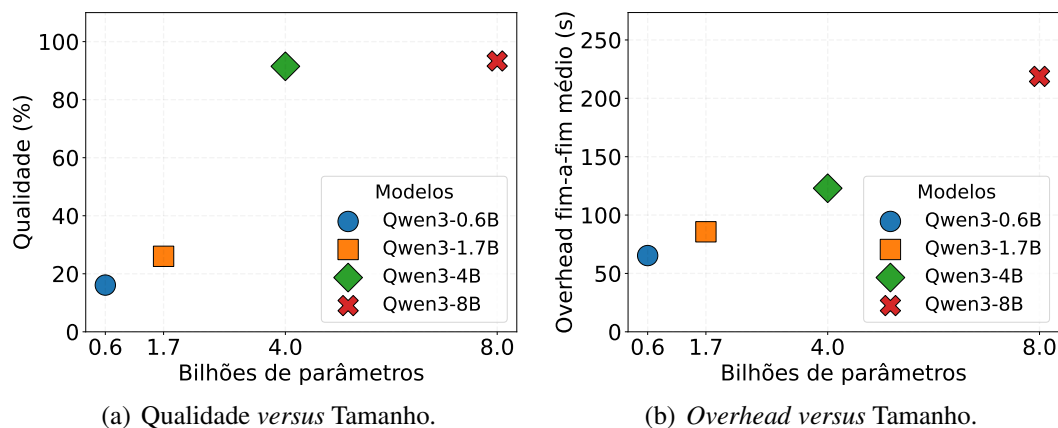 Qualidade (%)
100
80
60
40
20
0
0.6 1.7 4.0 8.0
Bilhões de parâmetros
Modelos
Qwen3-0.6B
Qwen3-1.7B
Qwen3-4B
Qwen3-8B
(a) Qualidade versus Tamanho.
Overhead fim-a-fim médio (s)
250
200
150
100
50
0
0.6 1.7 4.0 8.0
Bilhões de parâmetros
Modelos
Qwen3-0.6B
Qwen3-1.7B
Qwen3-4B
Qwen3-8B
(b) Overhead versus Tamanho.